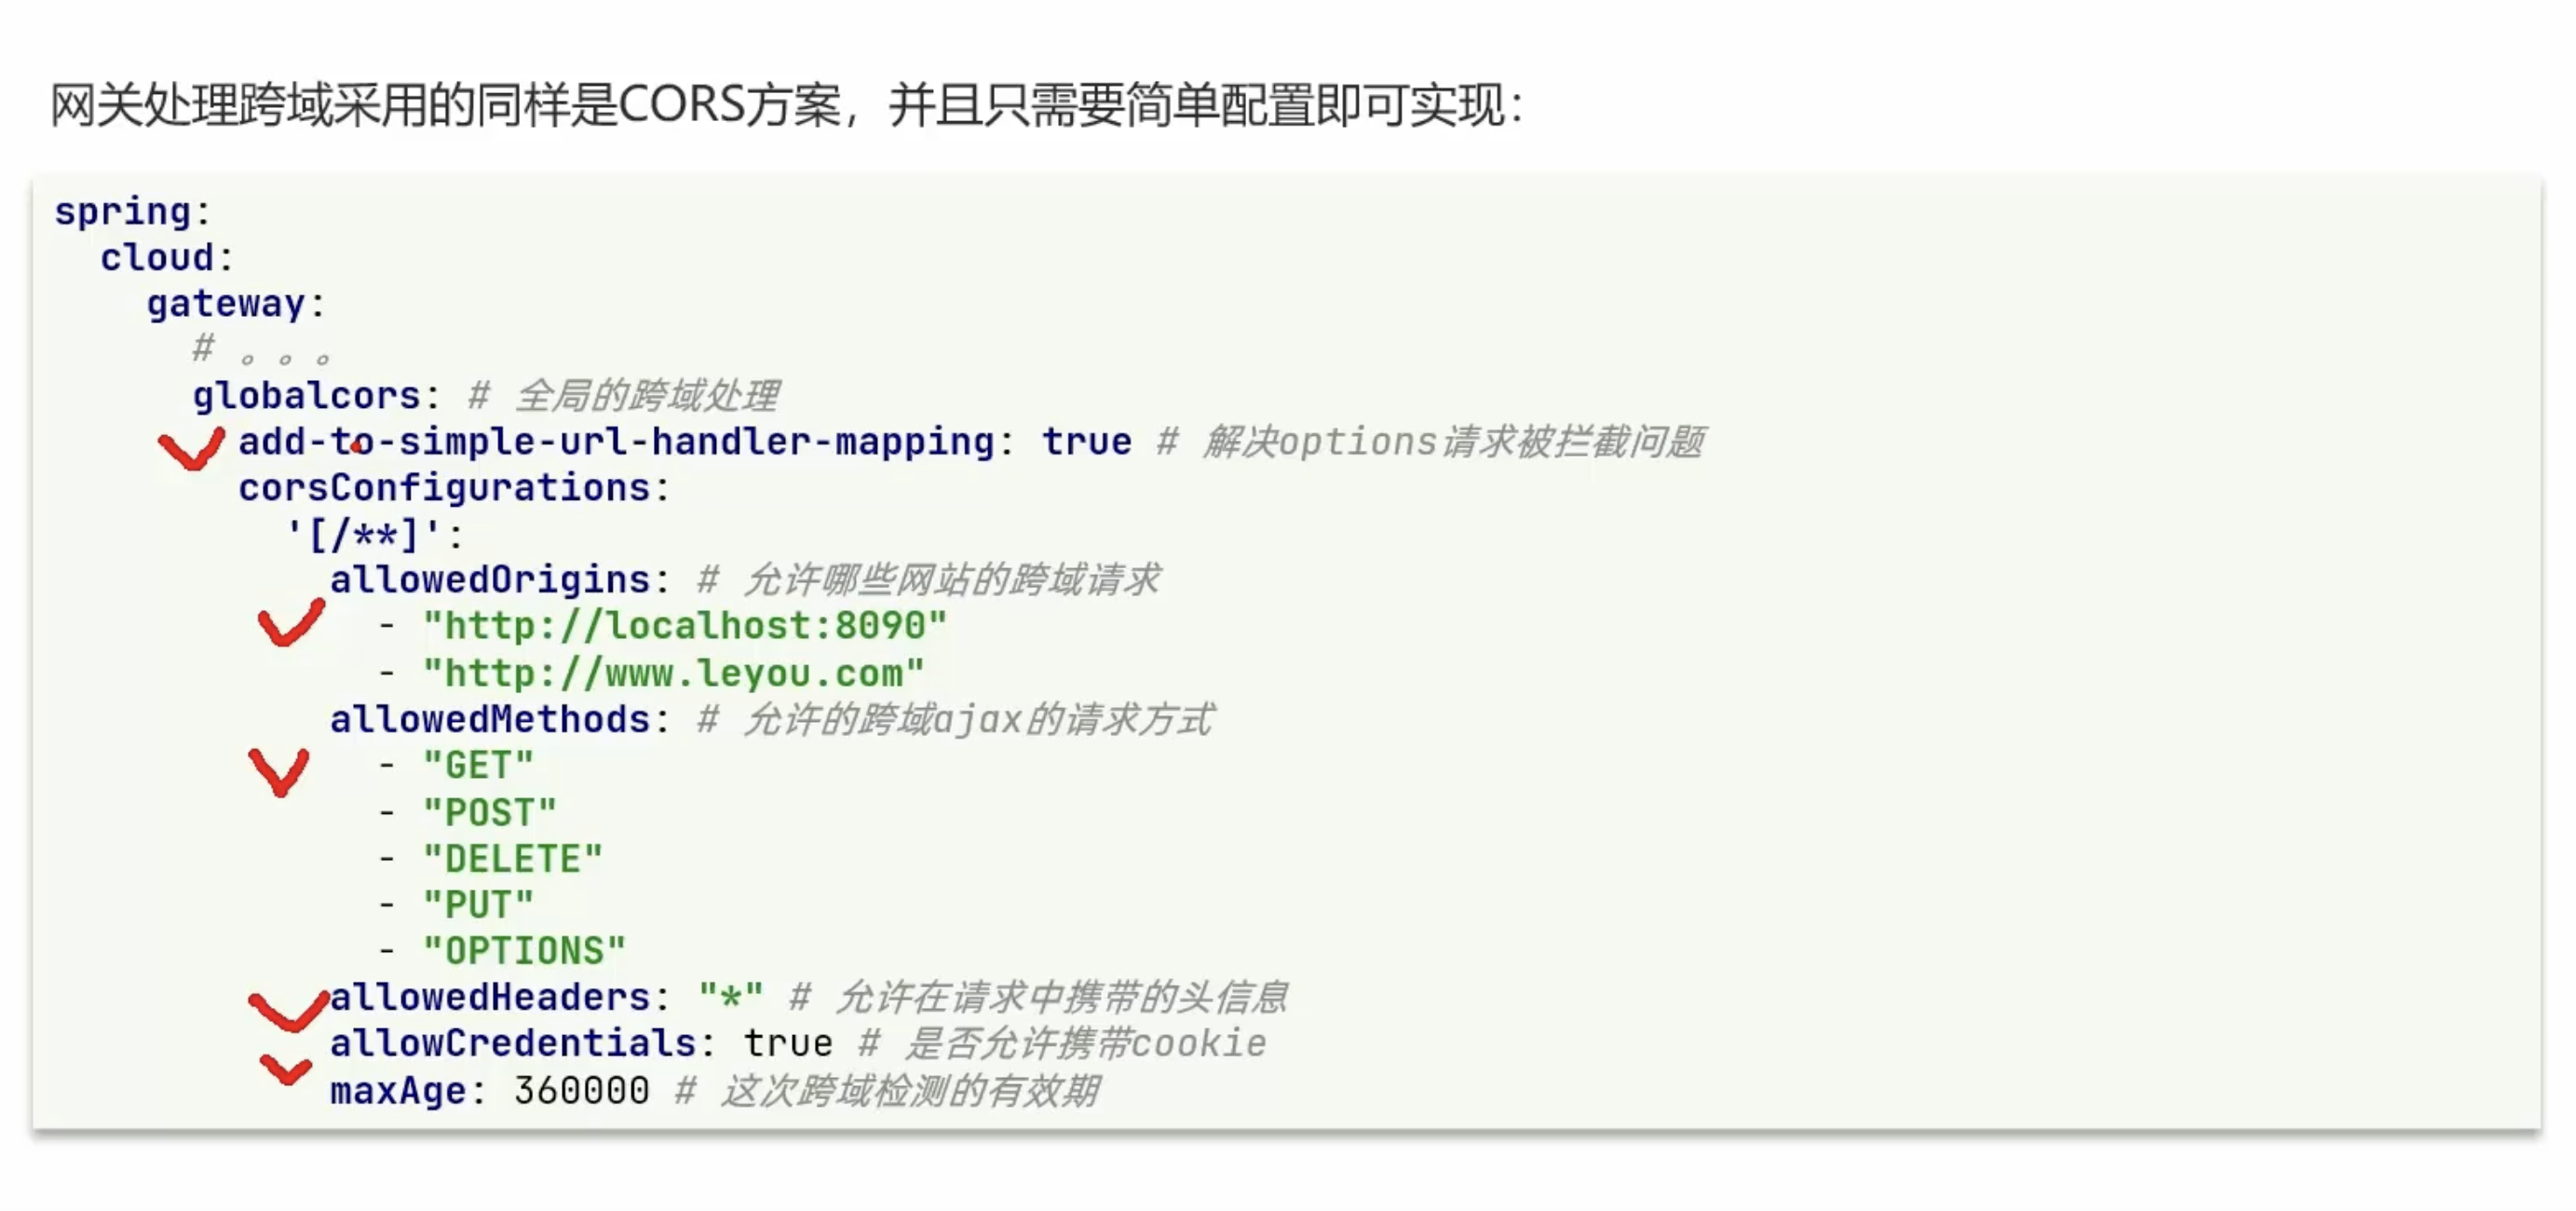 网关处理跨域采用的同样是CORS方案，并且只需要简单配置即可实现：
spring:
  cloud:
    gateway:
      # 。。。
      globalcors: # 全局的跨域处理
        add-to-simple-url-handler-mapping: true # 解决options请求被拦截问题
        corsConfigurations:
          '[/**]':
            allowedOrigins: # 允许哪些网站的跨域请求
              - "http://localhost:8090"
              - "http://www.leyou.com"
            allowedMethods: # 允许的跨域ajax的请求方式
              - "GET"
              - "POST"
              - "DELETE"
              - "PUT"
              - "OPTIONS"
            allowedHeaders: "*" # 允许在请求中携带的头信息
            allowCredentials: true # 是否允许携带cookie
            maxAge: 360000 # 这次跨域检测的有效期